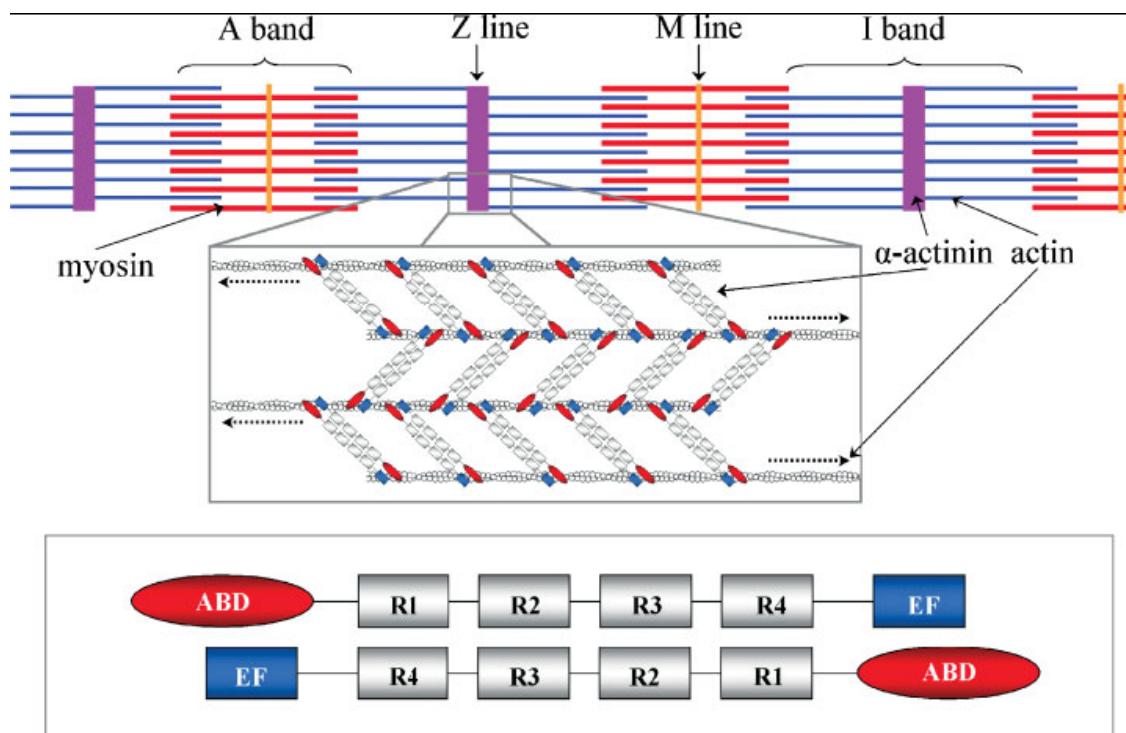 A band Z line M line I band
myosin α-actinin actin
ABD R1 R2 R3 R4 EF
EF R4 R3 R2 R1 ABD